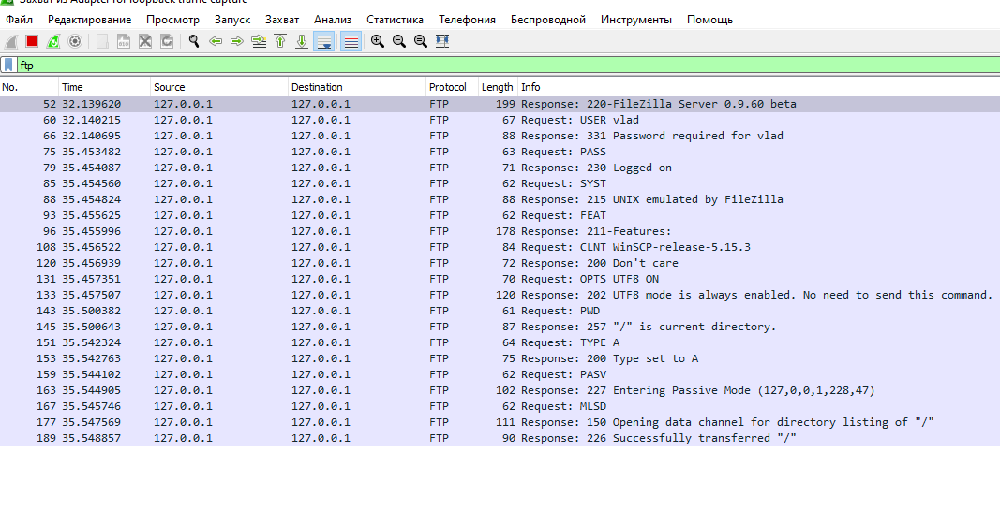 Захват из Adapter for loopback traffic capture
Файл Редактирование Просмотр Запуск Захват Анализ Статистика Телефония Беспроводной Инструменты Помощь
ftp
No. Time Source Destination Protocol Length Info
52 32.139620 127.0.0.1 127.0.0.1 FTP 199 Response: 220-FileZilla Server 0.9.60 beta
60 32.140215 127.0.0.1 127.0.0.1 FTP 67 Request: USER vlad
66 32.140695 127.0.0.1 127.0.0.1 FTP 88 Response: 331 Password required for vlad
75 35.453482 127.0.0.1 127.0.0.1 FTP 63 Request: PASS
79 35.454087 127.0.0.1 127.0.0.1 FTP 71 Response: 230 Logged on
85 35.454560 127.0.0.1 127.0.0.1 FTP 62 Request: SYST
88 35.454824 127.0.0.1 127.0.0.1 FTP 88 Response: 215 UNIX emulated by FileZilla
93 35.455625 127.0.0.1 127.0.0.1 FTP 62 Request: FEAT
96 35.455996 127.0.0.1 127.0.0.1 FTP 178 Response: 211-Features:
108 35.456522 127.0.0.1 127.0.0.1 FTP 84 Request: CLNT WinSCP-release-5.15.3
120 35.456939 127.0.0.1 127.0.0.1 FTP 72 Response: 200 Don't care
131 35.457351 127.0.0.1 127.0.0.1 FTP 70 Request: OPTS UTF8 ON
133 35.457507 127.0.0.1 127.0.0.1 FTP 120 Response: 202 UTF8 mode is always enabled. No need to send this command.
143 35.500382 127.0.0.1 127.0.0.1 FTP 61 Request: PWD
145 35.500643 127.0.0.1 127.0.0.1 FTP 87 Response: 257 "/" is current directory.
151 35.542324 127.0.0.1 127.0.0.1 FTP 64 Request: TYPE A
153 35.542763 127.0.0.1 127.0.0.1 FTP 75 Response: 200 Type set to A
159 35.544102 127.0.0.1 127.0.0.1 FTP 62 Request: PASV
163 35.544905 127.0.0.1 127.0.0.1 FTP 102 Response: 227 Entering Passive Mode (127,0,0,1,228,47)
167 35.545746 127.0.0.1 127.0.0.1 FTP 62 Request: MLSD
177 35.547569 127.0.0.1 127.0.0.1 FTP 111 Response: 150 Opening data channel for directory listing of "/"
189 35.548857 127.0.0.1 127.0.0.1 FTP 90 Response: 226 Successfully transferred "/"